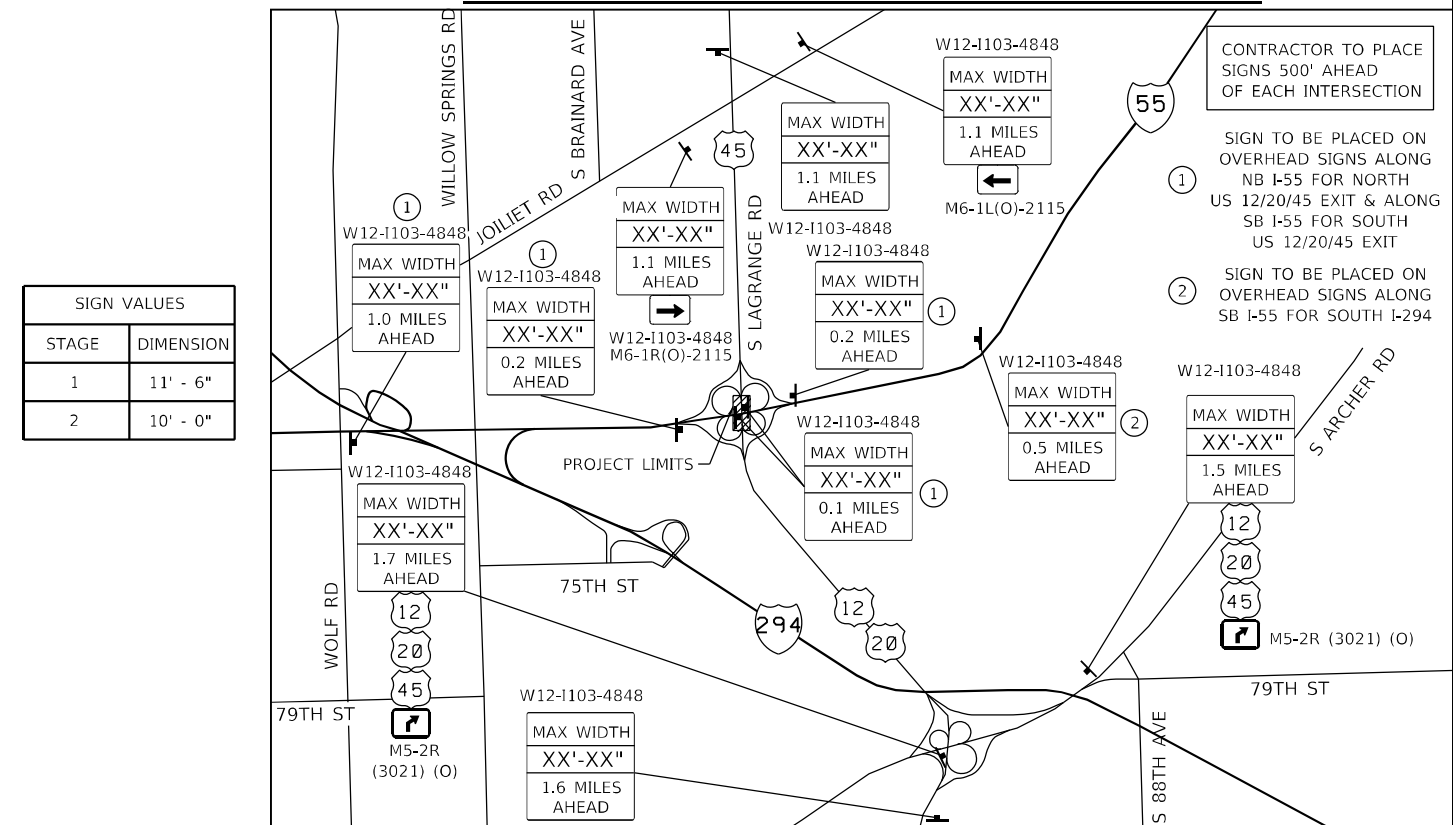 SIGN VALUES
STAGE DIMENSION
1 11' - 6"
2 10' - 0"
WILLOW SPRINGS RD
S BRAINARD AVE
JOILIET RD
45
S LAGRANGE RD
55
W12-I103-4848
MAX WIDTH
XX'-XX"
1.1 MILES
AHEAD
M6-1L(O)-2115
MAX WIDTH
XX'-XX"
1.1 MILES
AHEAD
W12-I103-4848
MAX WIDTH
XX'-XX"
1.1 MILES
AHEAD
W12-I103-4848
M6-1R(O)-2115
CONTRACTOR TO PLACE
SIGNS 500' AHEAD
OF EACH INTERSECTION
1
SIGN TO BE PLACED ON
OVERHEAD SIGNS ALONG
NB I-55 FOR NORTH
US 12/20/45 EXIT & ALONG
SB I-55 FOR SOUTH
US 12/20/45 EXIT
2
SIGN TO BE PLACED ON
OVERHEAD SIGNS ALONG
SB I-55 FOR SOUTH I-294
1
W12-I103-4848
MAX WIDTH
XX'-XX"
1.0 MILES
AHEAD
1
W12-I103-4848
MAX WIDTH
XX'-XX"
0.2 MILES
AHEAD
MAX WIDTH
XX'-XX"
0.2 MILES
AHEAD
1
W12-I103-4848
MAX WIDTH
XX'-XX"
0.5 MILES
AHEAD
2
W12-I103-4848
MAX WIDTH
XX'-XX"
1.5 MILES
AHEAD
12
20
45
M5-2R (3021) (O)
S ARCHER RD
PROJECT LIMITS
W12-I103-4848
MAX WIDTH
XX'-XX"
0.1 MILES
AHEAD
1
W12-I103-4848
MAX WIDTH
XX'-XX"
1.7 MILES
AHEAD
12
20
45
M5-2R
(3021) (O)
WOLF RD
75TH ST
294
12
20
79TH ST
79TH ST
S 88TH AVE
W12-I103-4848
MAX WIDTH
XX'-XX"
1.6 MILES
AHEAD